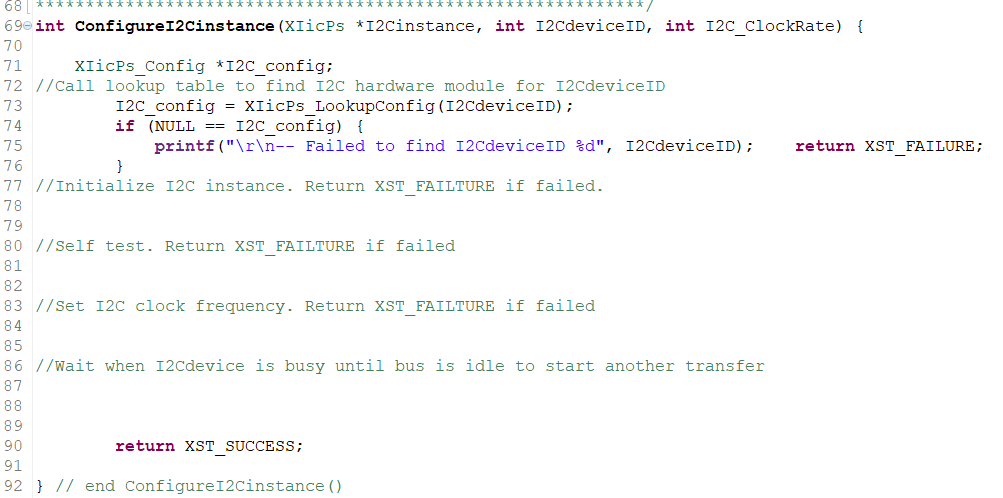 68 *************************************************************/
69 int ConfigureI2Cinstance(XIicPs *I2Cinstance, int I2CdeviceID, int I2C_ClockRate) {
70
71     XIicPs_Config *I2C_config;
72 //Call lookup table to find I2C hardware module for I2CdeviceID
73         I2C_config = XIicPs_LookupConfig(I2CdeviceID);
74         if (NULL == I2C_config) {
75             printf("\r\n-- Failed to find I2CdeviceID %d", I2CdeviceID);    return XST_FAILURE;
76         }
77 //Initialize I2C instance. Return XST_FAILTURE if failed.
78
79
80 //Self test. Return XST_FAILTURE if failed
81
82
83 //Set I2C clock frequency. Return XST_FAILTURE if failed
84
85
86 //Wait when I2Cdevice is busy until bus is idle to start another transfer
87
88
89
90         return XST_SUCCESS;
91
92 } // end ConfigureI2Cinstance()